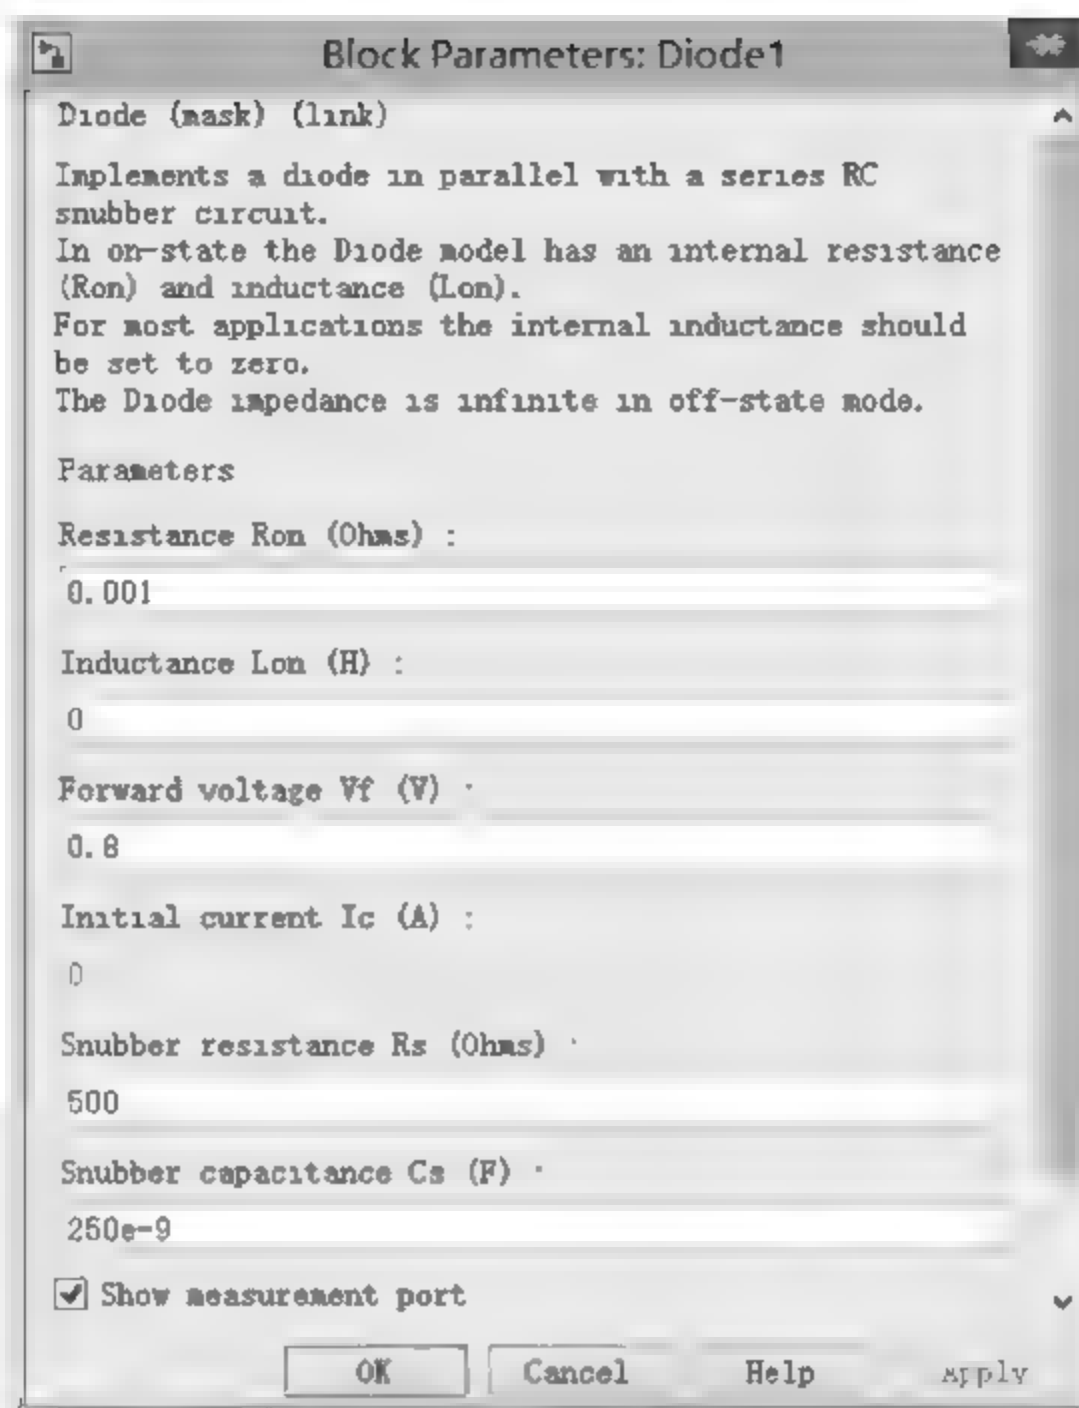 Block Parameters: Diode1
Diode (mask) (link)
Implements a diode in parallel with a series RC
snubber circuit.
In on-state the Diode model has an internal resistance
(Ron) and inductance (Lon).
For most applications the internal inductance should
be set to zero.
The Diode impedance is infinite in off-state mode.
Parameters
Resistance Ron (Ohms) :
0.001
Inductance Lon (H) :
0
Forward voltage Vf (V) :
0.8
Initial current Ic (A) :
0
Snubber resistance Rs (Ohms) :
500
Snubber capacitance Cs (F) :
250e-9
Show measurement port
OK Cancel Help Apply